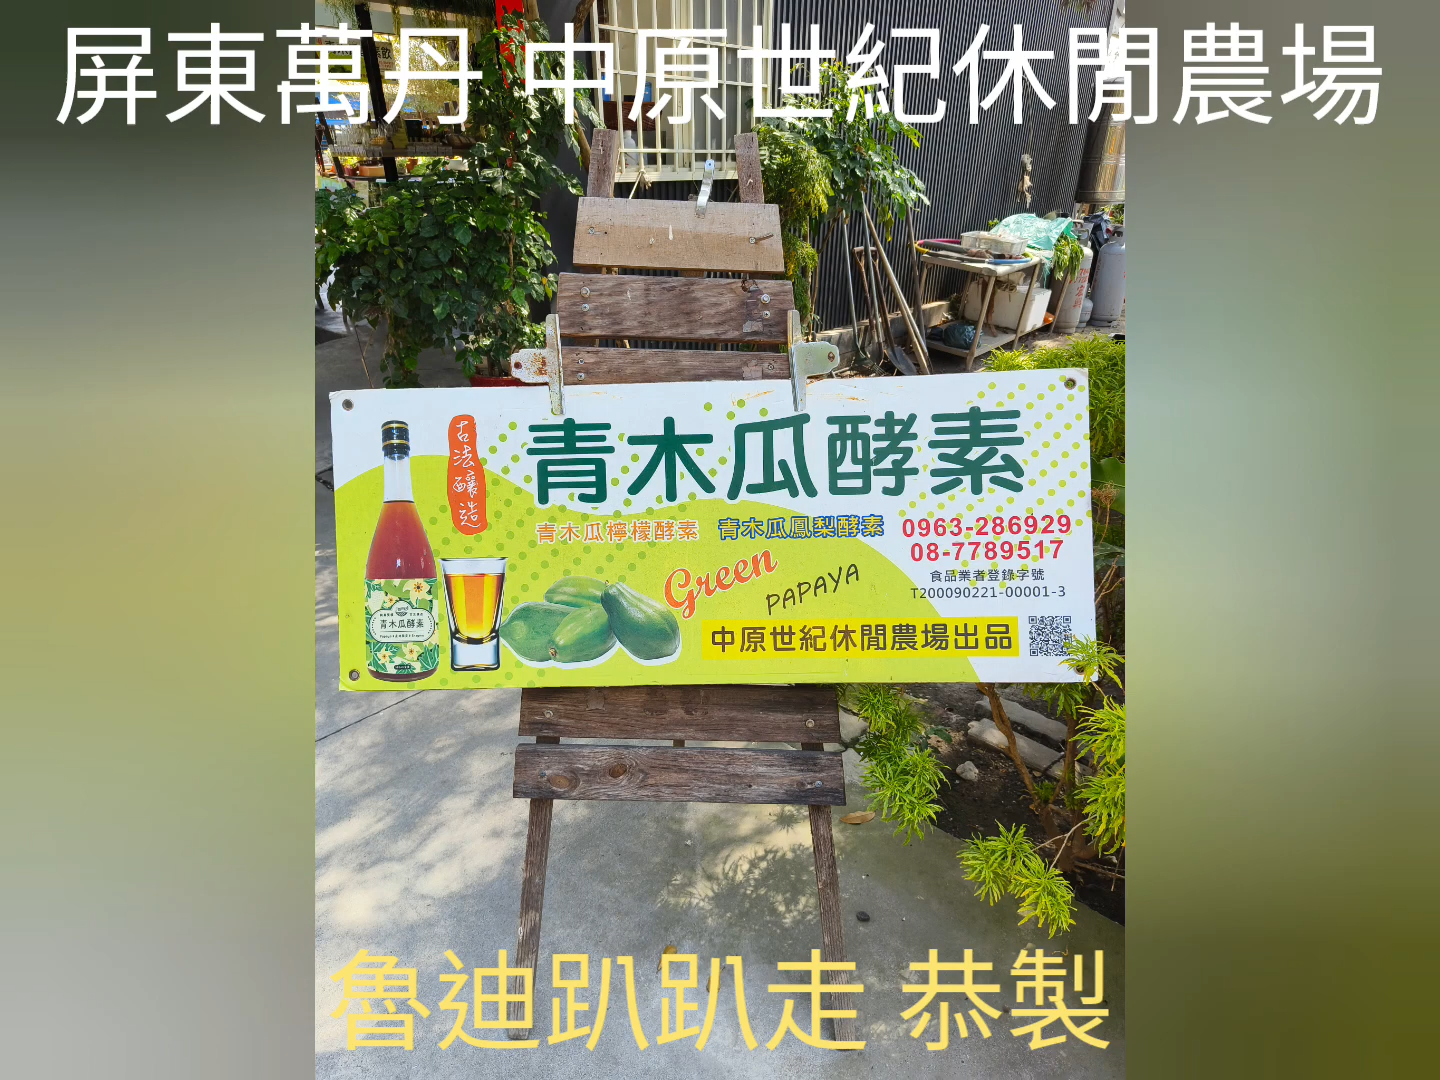 屏東萬丹 中原世紀休閒農場
古法釀造
青木瓜酵素
青木瓜檸檬酵素 青木瓜鳳梨酵素
0963-286929
08-7789517
食品業者登錄字號
T200090221-00001-3
Green
PAPAYA
中原世紀休閒農場出品
青木瓜酵素
魯迪趴趴走 恭製